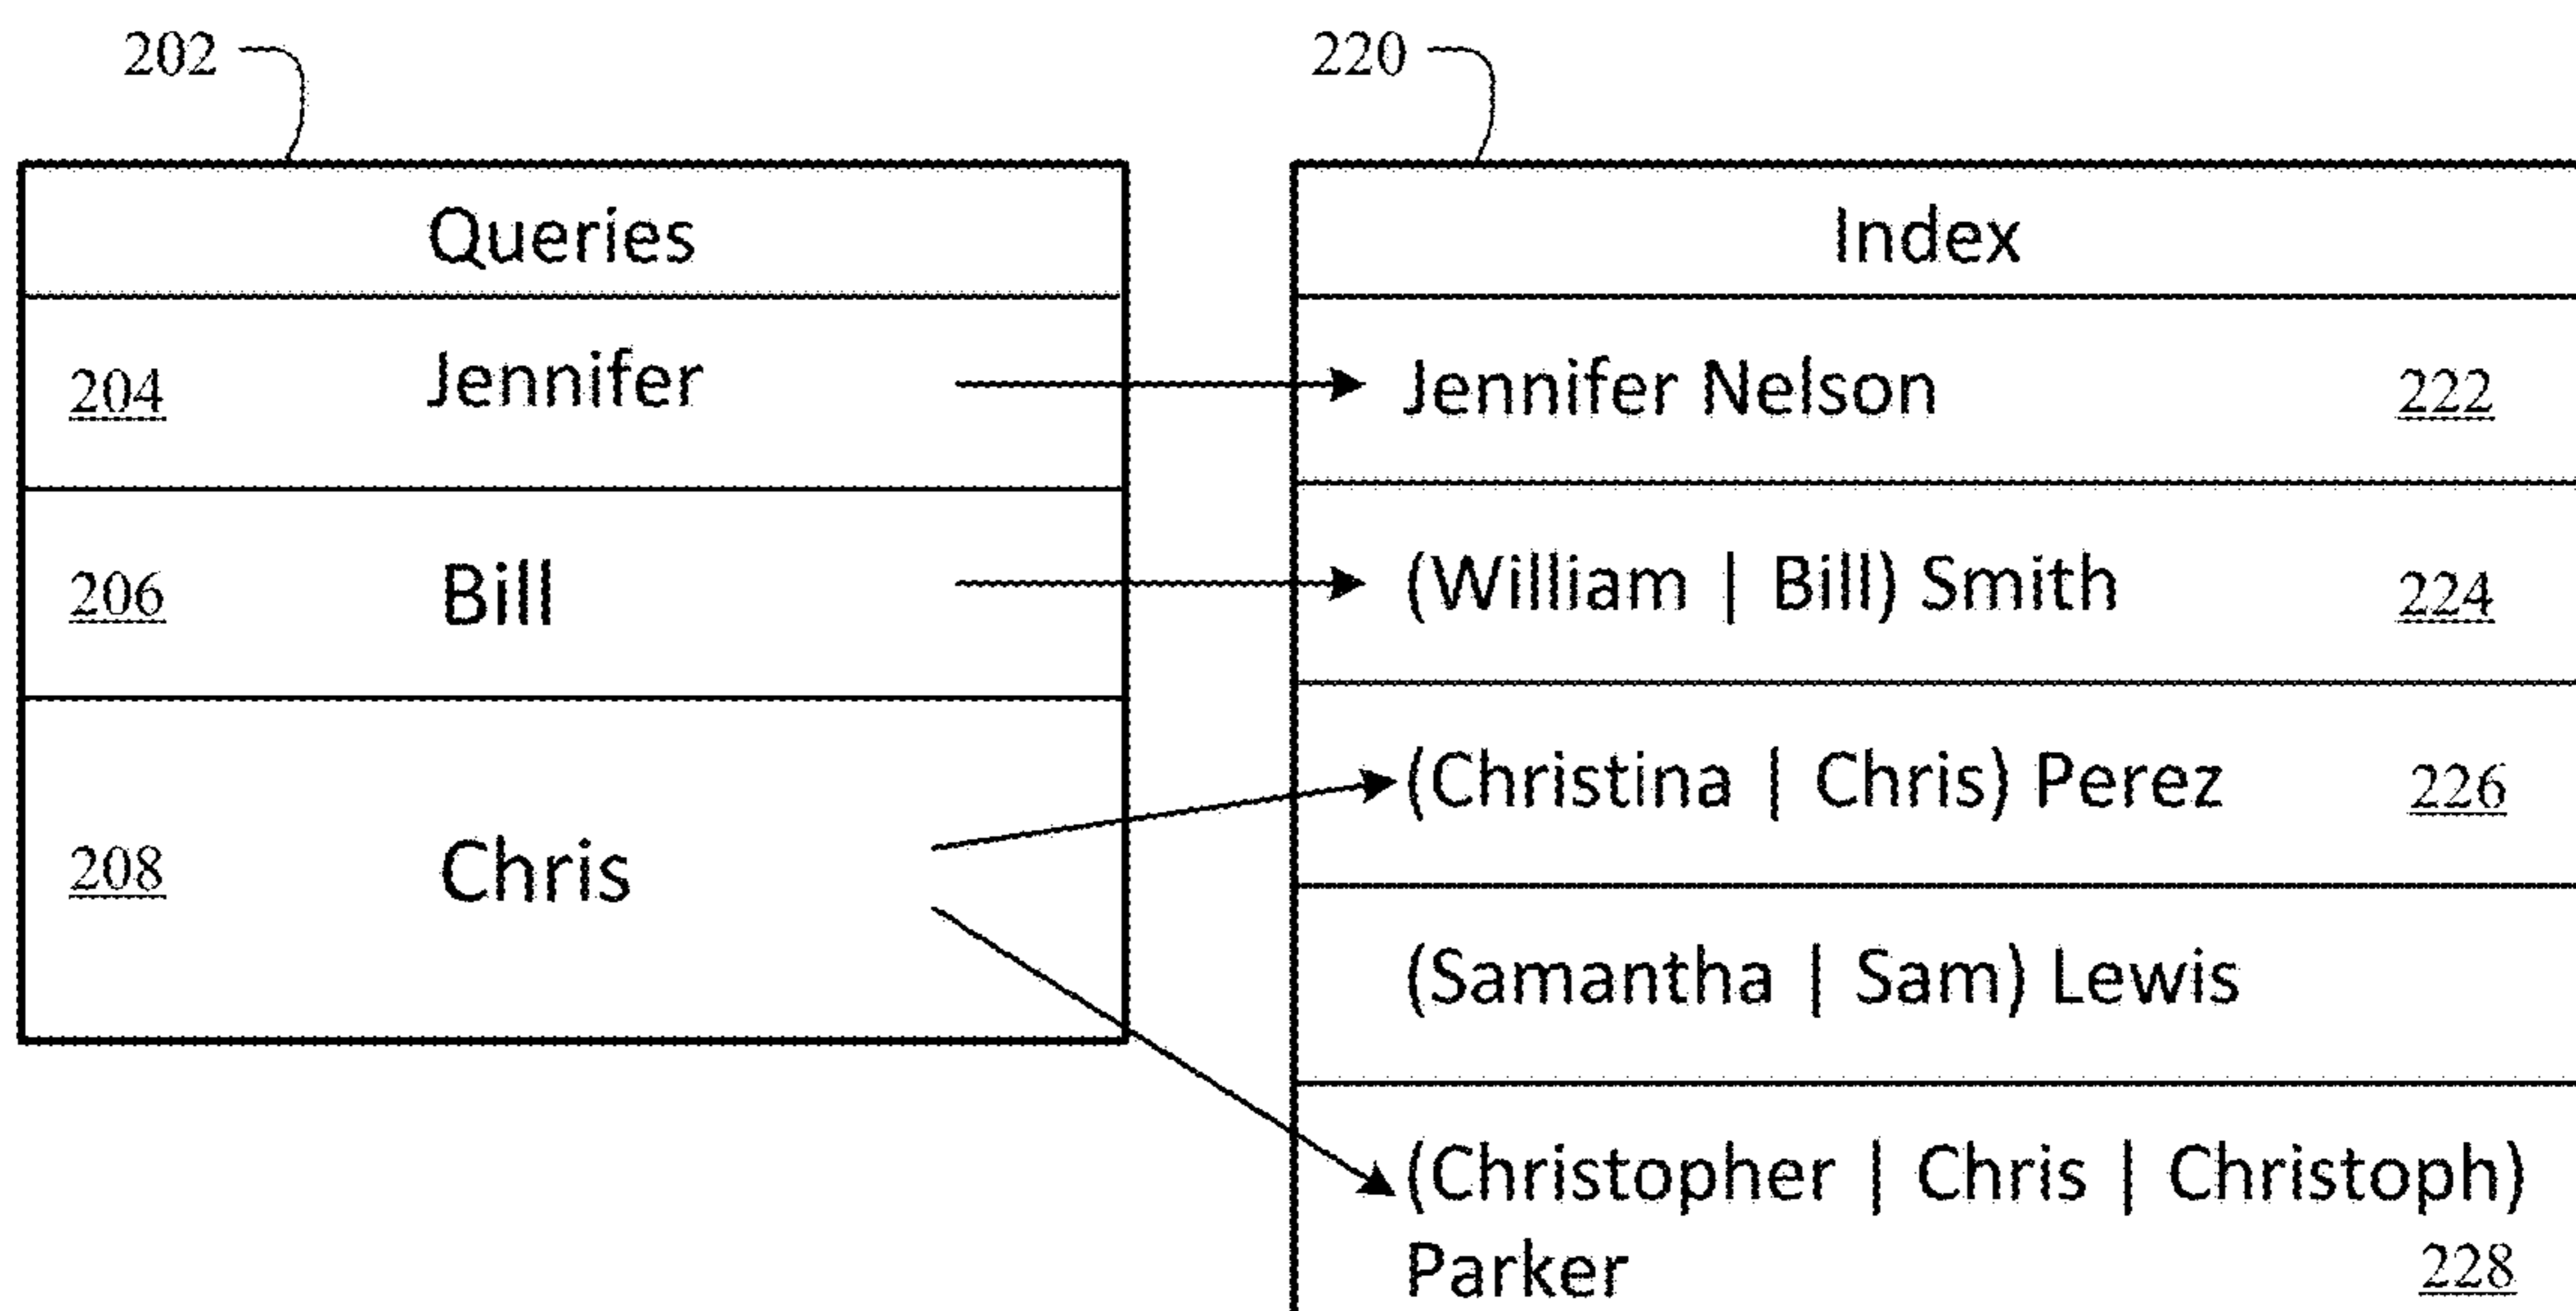 202
220
Queries
Index
204 Jennifer
Jennifer Nelson 222
206 Bill
(William | Bill) Smith 224
208 Chris
(Christina | Chris) Perez 226
(Samantha | Sam) Lewis
(Christopher | Chris | Christoph)
Parker 228